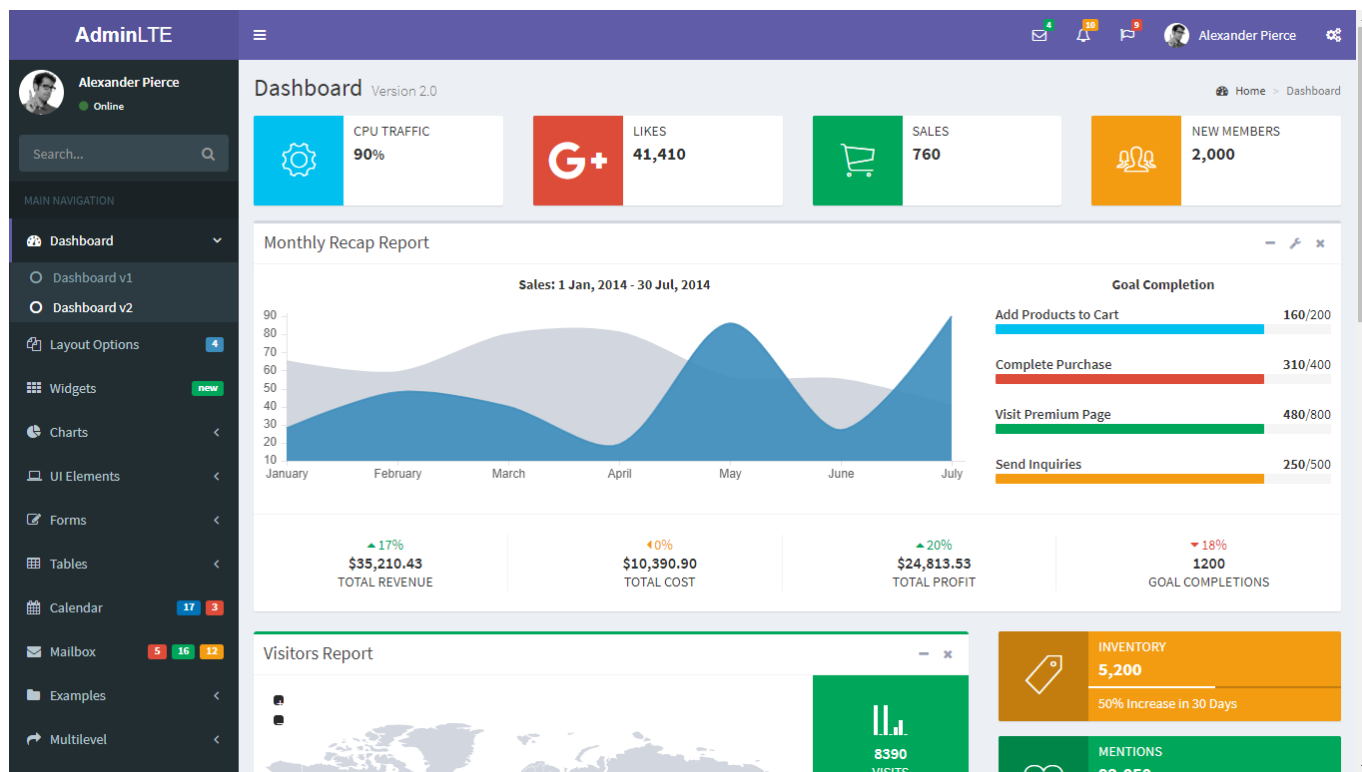 AdminLTE
4
10
9
Alexander Pierce
Alexander Pierce
Online
Search...
MAIN NAVIGATION
Dashboard
Dashboard v1
Dashboard v2
Layout Options 4
Widgets new
Charts
UI Elements
Forms
Tables
Calendar 17 3
Mailbox 5 16 12
Examples
Multilevel
Dashboard Version 2.0
Home > Dashboard
CPU TRAFFIC
90%
G+
LIKES
41,410
SALES
760
NEW MEMBERS
2,000
Monthly Recap Report
Sales: 1 Jan, 2014 - 30 Jul, 2014
90
80
70
60
50
40
30
20
10
January February March April May June July
Goal Completion
Add Products to Cart 160/200
Complete Purchase 310/400
Visit Premium Page 480/800
Send Inquiries 250/500
17%
$35,210.43
TOTAL REVENUE
0%
$10,390.90
TOTAL COST
20%
$24,813.53
TOTAL PROFIT
18%
1200
GOAL COMPLETIONS
Visitors Report
8390
VISITS
INVENTORY
5,200
50% Increase in 30 Days
MENTIONS